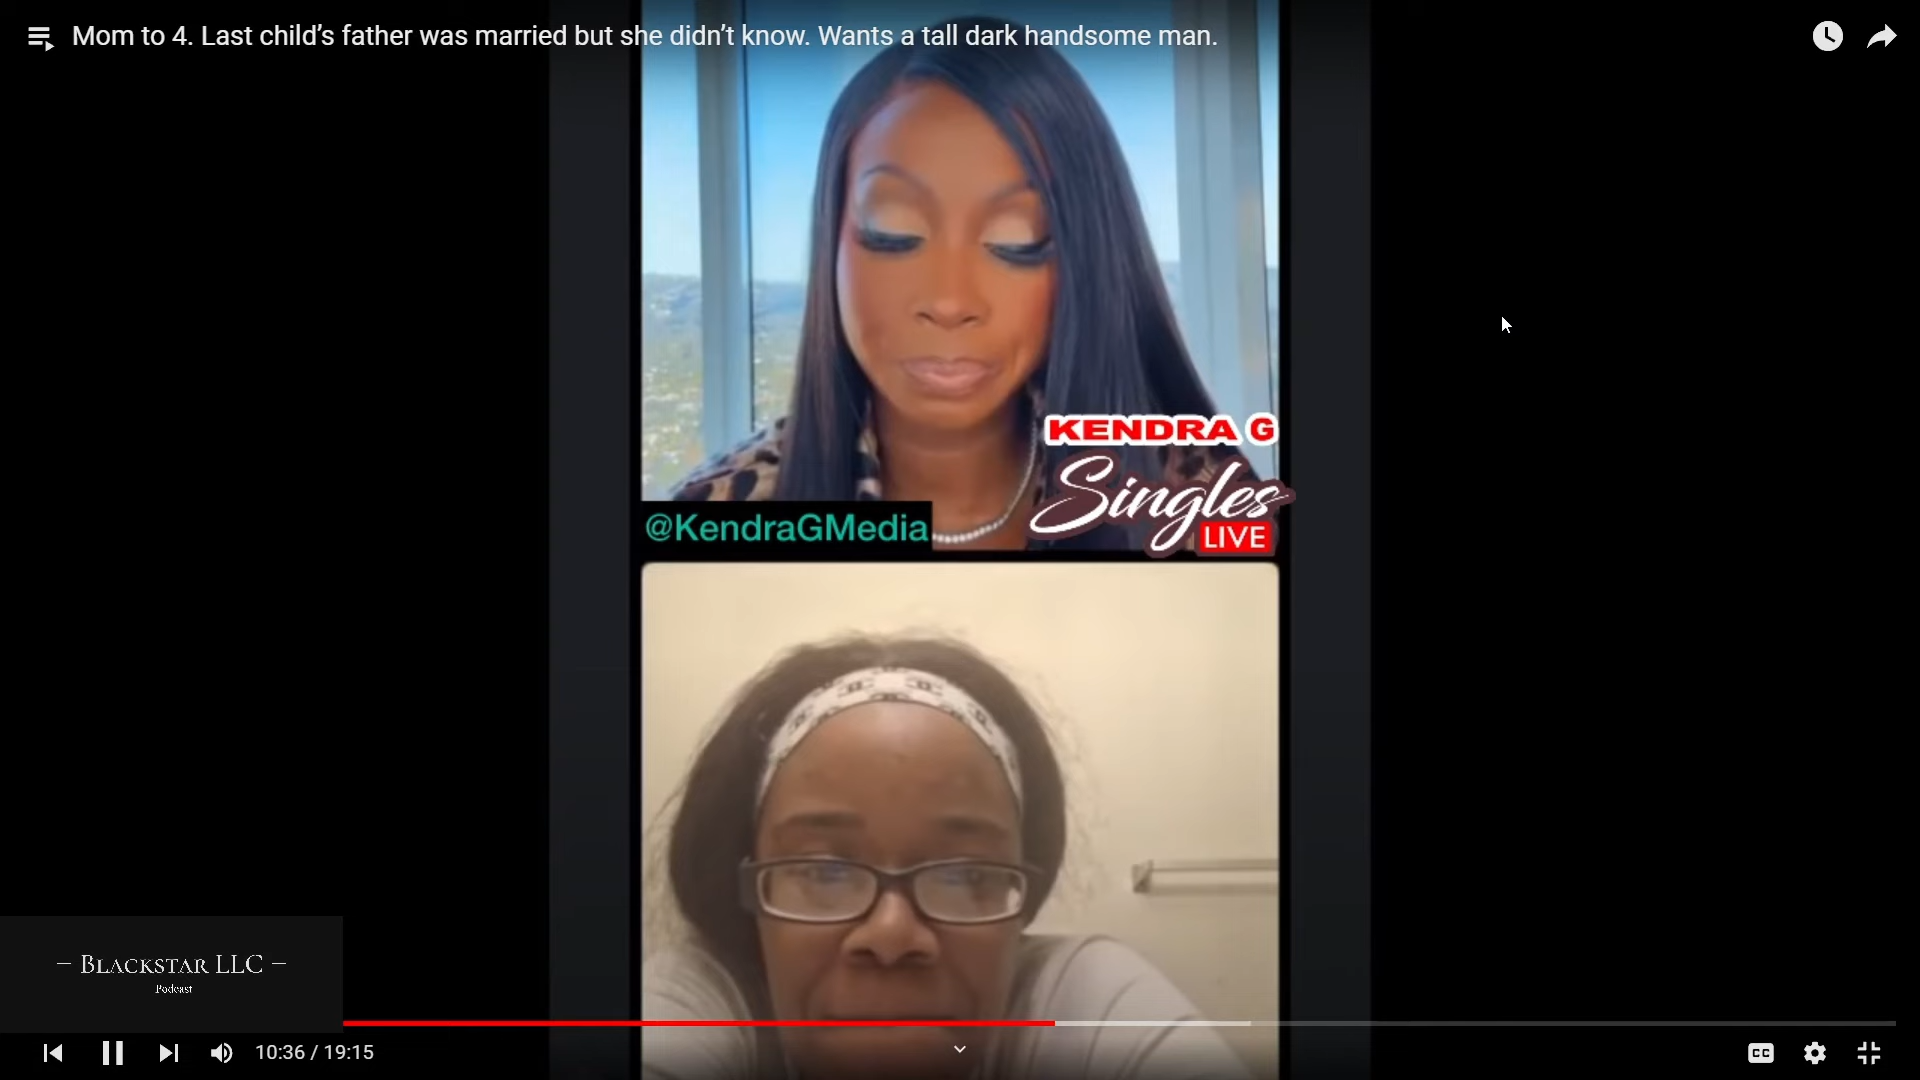 Mom to 4. Last child’s father was married but she didn’t know. Wants a tall dark handsome man.
KENDRA G
Singles
LIVE
@KendraGMedia
— BLACKSTAR LLC —
Podcast
10:36 / 19:15
CC